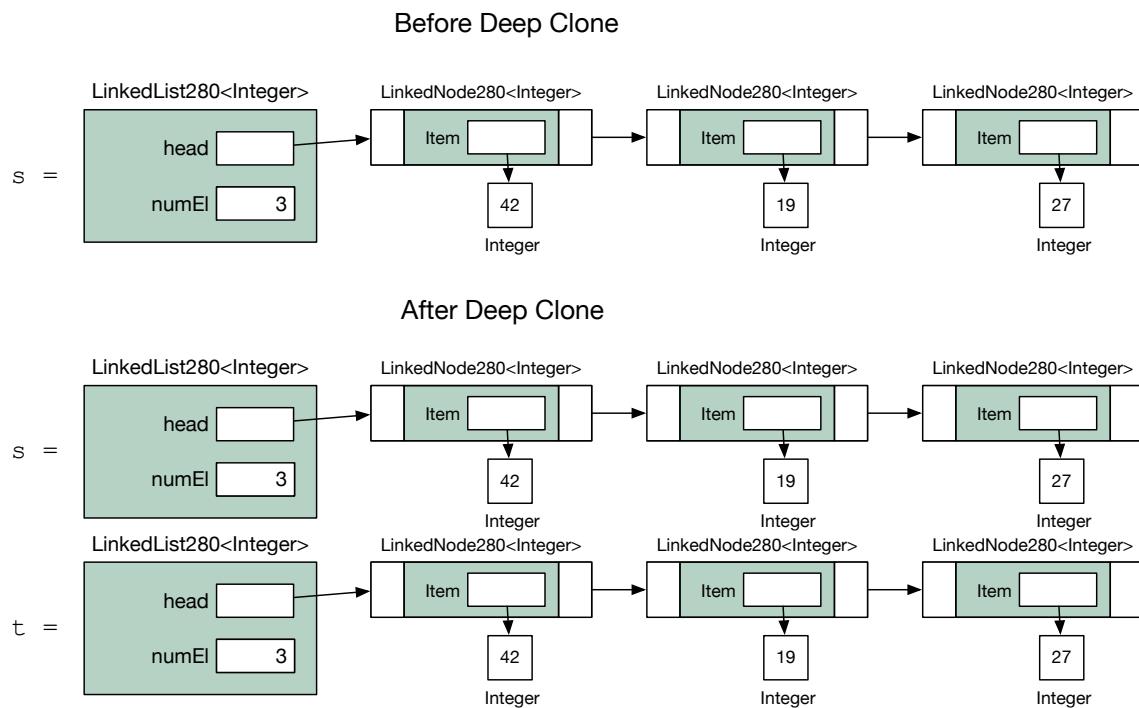 Before Deep Clone
LinkedList280<Integer>
LinkedNode280<Integer>
LinkedNode280<Integer>
LinkedNode280<Integer>
s =
head
numEl
3
Item
Item
Item
42
19
27
Integer
Integer
Integer
After Deep Clone
LinkedList280<Integer>
LinkedNode280<Integer>
LinkedNode280<Integer>
LinkedNode280<Integer>
s =
head
numEl
3
Item
Item
Item
42
19
27
Integer
Integer
Integer
LinkedList280<Integer>
LinkedNode280<Integer>
LinkedNode280<Integer>
LinkedNode280<Integer>
t =
head
numEl
3
Item
Item
Item
42
19
27
Integer
Integer
Integer